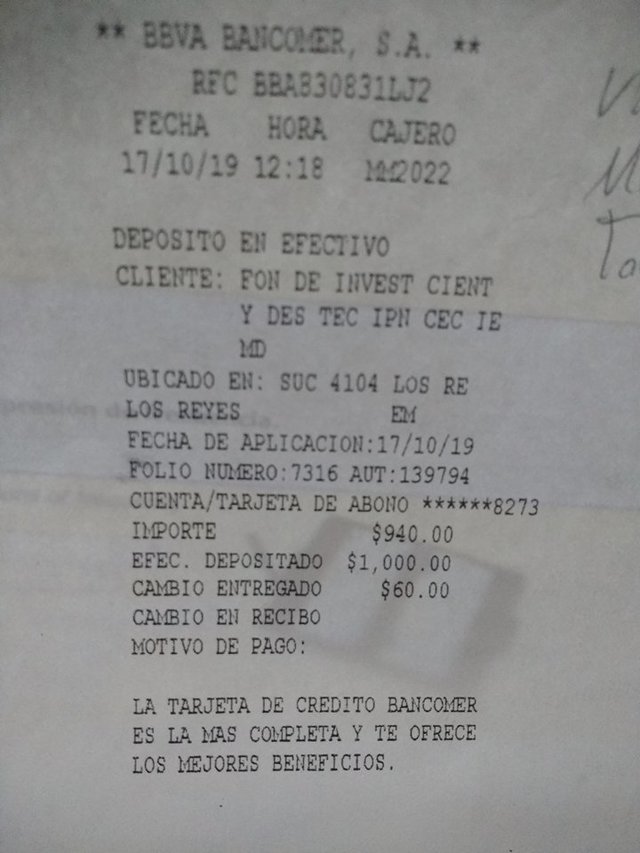 ** BBVA BANCOMER, S.A. **
RFC BBA830831LJ2
FECHA HORA CAJERO
17/10/19 12:18 MM2022
DEPOSITO EN EFECTIVO
CLIENTE: FON DE INVEST CIENT
Y DES TEC IPN CEC IE
MD
UBICADO EN: SUC 4104 LOS RE
LOS REYES EM
FECHA DE APLICACION:17/10/19
FOLIO NUMERO:7316 AUT:139794
CUENTA/TARJETA DE ABONO ******8273
IMPORTE $940.00
EFEC. DEPOSITADO $1,000.00
CAMBIO ENTREGADO $60.00
CAMBIO EN RECIBO
MOTIVO DE PAGO:
LA TARJETA DE CREDITO BANCOMER
ES LA MAS COMPLETA Y TE OFRECE
LOS MEJORES BENEFICIOS.